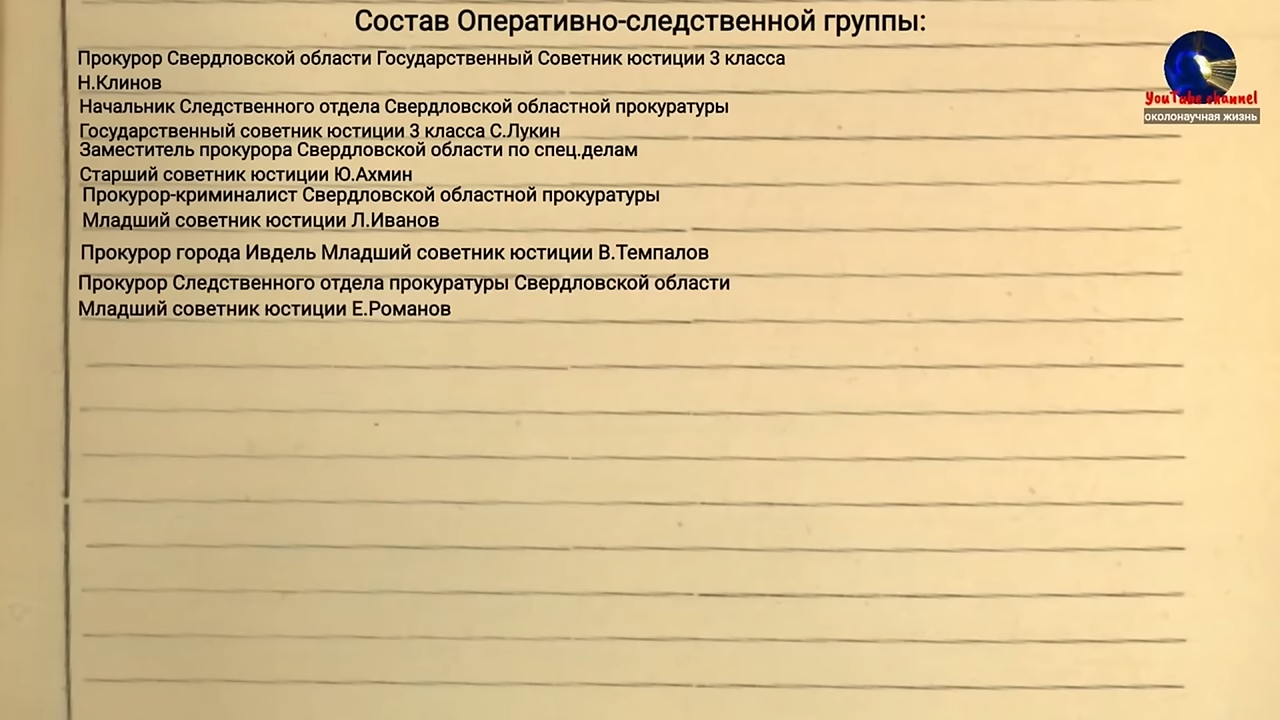 Состав Оперативно-следственной группы:
Прокурор Свердловской области Государственный Советник юстиции 3 класса
Н.Клинов
Начальник Следственного отдела Свердловской областной прокуратуры
Государственный советник юстиции 3 класса С.Лукин
Заместитель прокурора Свердловской области по спец.делам
Старший советник юстиции Ю.Ахмин
Прокурор-криминалист Свердловской областной прокуратуры
Младший советник юстиции Л.Иванов
Прокурор города Ивдель Младший советник юстиции В.Темпалов
Прокурор Следственного отдела прокуратуры Свердловской области
Младший советник юстиции Е.Романов
YouTube channel
околонаучная жизнь